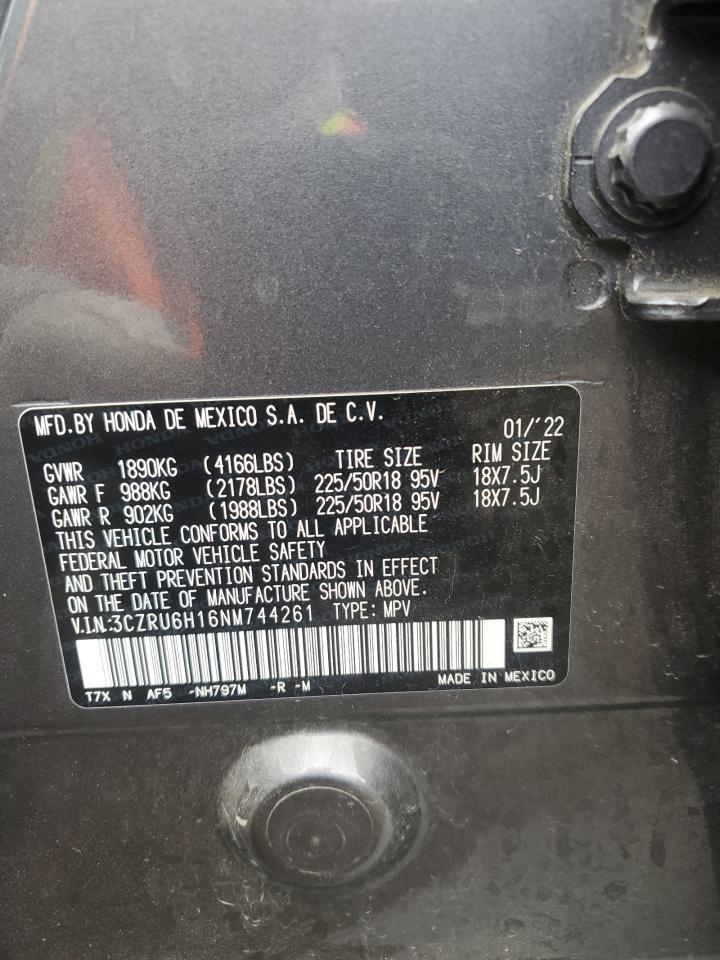 MFD.BY HONDA DE MEXICO S.A. DE C.V.
01/'22
GVWR 1890KG (4166LBS) TIRE SIZE RIM SIZE
GAWR F 988KG (2178LBS) 225/50R18 95V 18X7.5J
GAWR R 902KG (1988LBS) 225/50R18 95V 18X7.5J
THIS VEHICLE CONFORMS TO ALL APPLICABLE
FEDERAL MOTOR VEHICLE SAFETY
AND THEFT PREVENTION STANDARDS IN EFFECT
ON THE DATE OF MANUFACTURE SHOWN ABOVE.
V.I.N:3CZRU6H16NM744261 TYPE: MPV
T7X N AF5 -NH797M -R -M MADE IN MEXICO